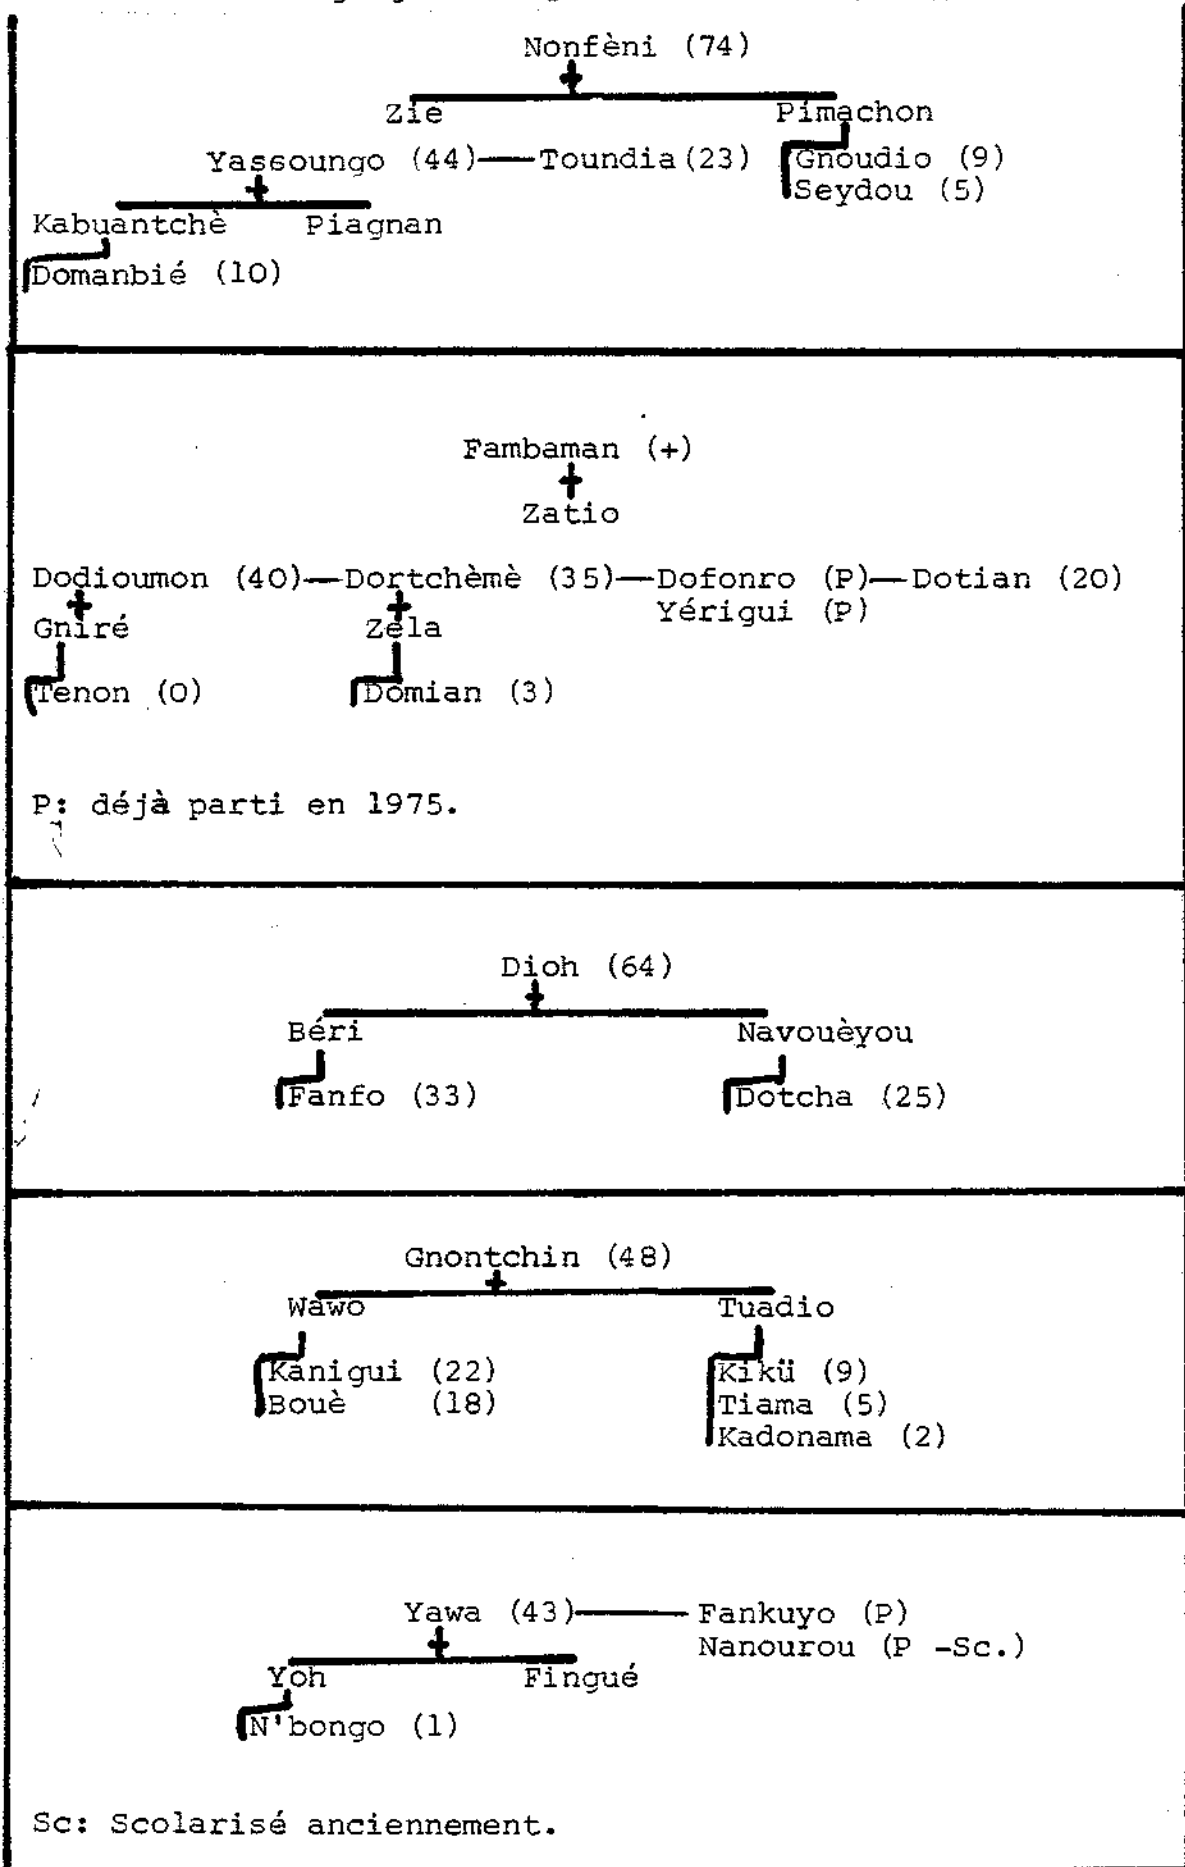 Nonfèni (74)
Zie Pimachon
Yassoungo (44) Toundia (23) Gnoudio (9)
Seydou (5)
Kabuantchè Piagnan
Domanbié (10)
Fambaman (+)
Zatio
Dodioumon (40) Dortchèmè (35) Dofonro (P) Dotian (20)
Yérigui (P)
Gniré Zéla
Tenon (0) Domian (3)
P: déjà parti en 1975.
Dioh (64)
Béri Navouèyou
Fanfo (33) Dotcha (25)
Gnontchin (48)
Wawo Tuadio
Kanigui (22) Kikü (9)
Bouè (18) Tiama (5)
Kadonama (2)
Yawa (43) Fankuyo (P)
Nanourou (P -Sc.)
Yoh Fingué
N'bongo (1)
Sc: Scolarisé anciennement.